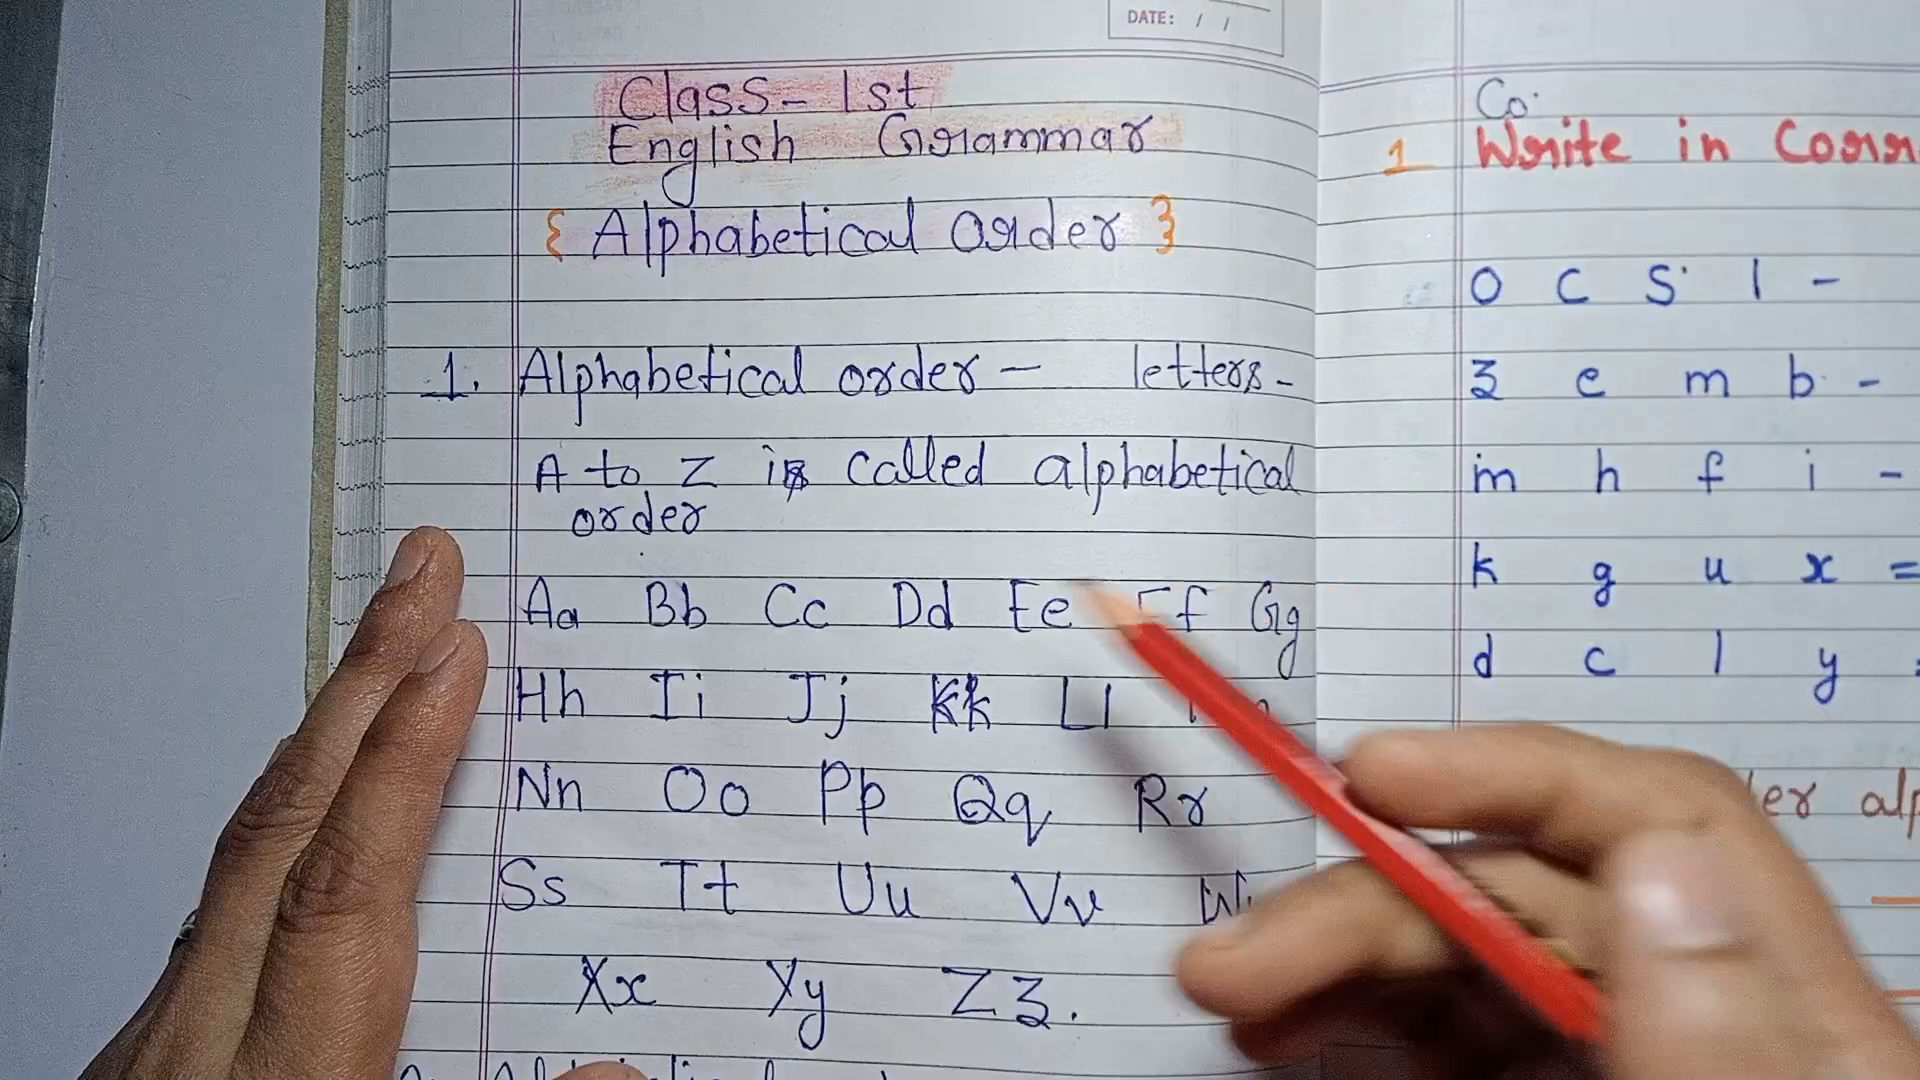 DATE: / /
Class - 1st
English Grammar
{ Alphabetical order }
1. Alphabetical order - letters -
A to Z is called alphabetical
order
Aa Bb Cc Dd Ee Ff Gg
Hh Ii Jj Kk Ll
Nn Oo Pp Qq Rr
Ss Tt Uu Vv
Xx Yy Zz.
Co
1 Write in
o c s l -
z e m b -
m h f i -
k g u x =
d c l y